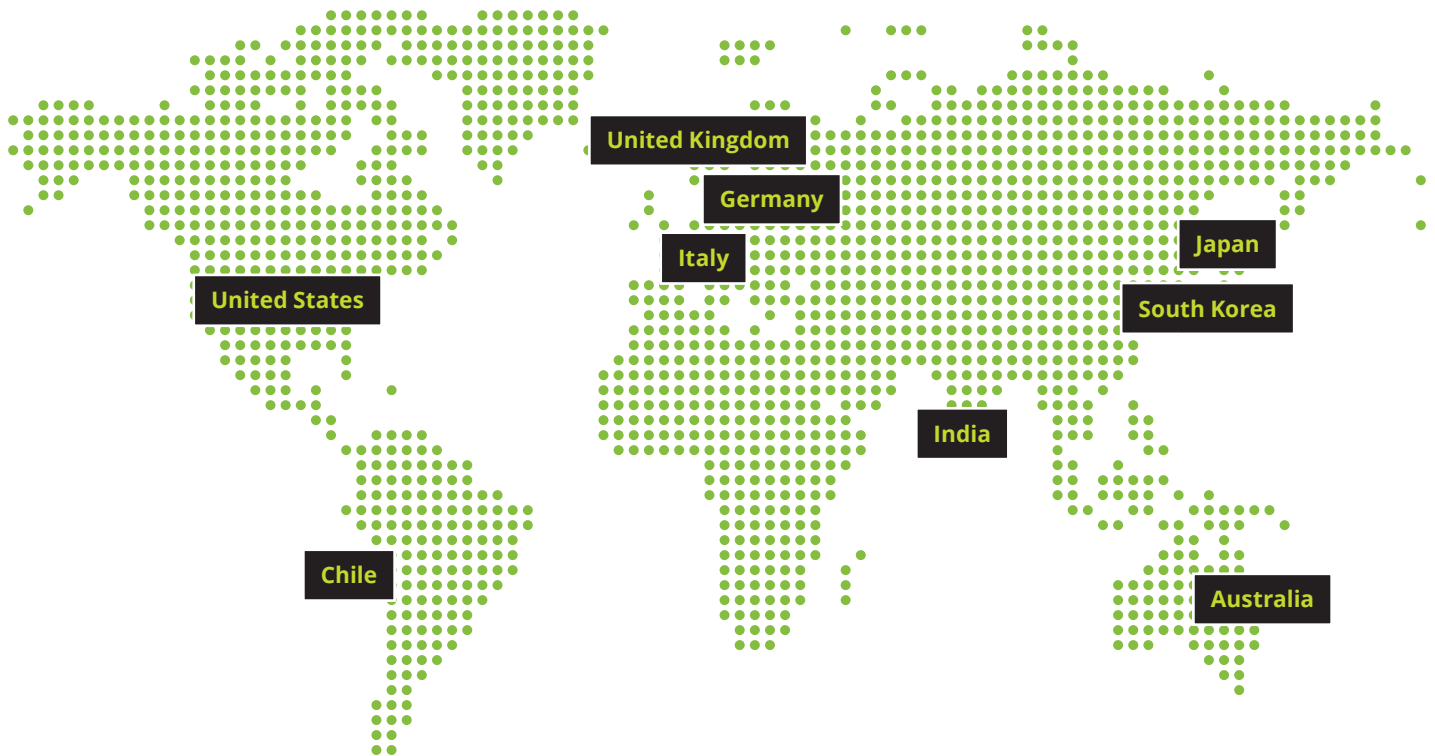 United Kingdom
Germany
Japan
Italy
United States
South Korea
India
Chile
Australia